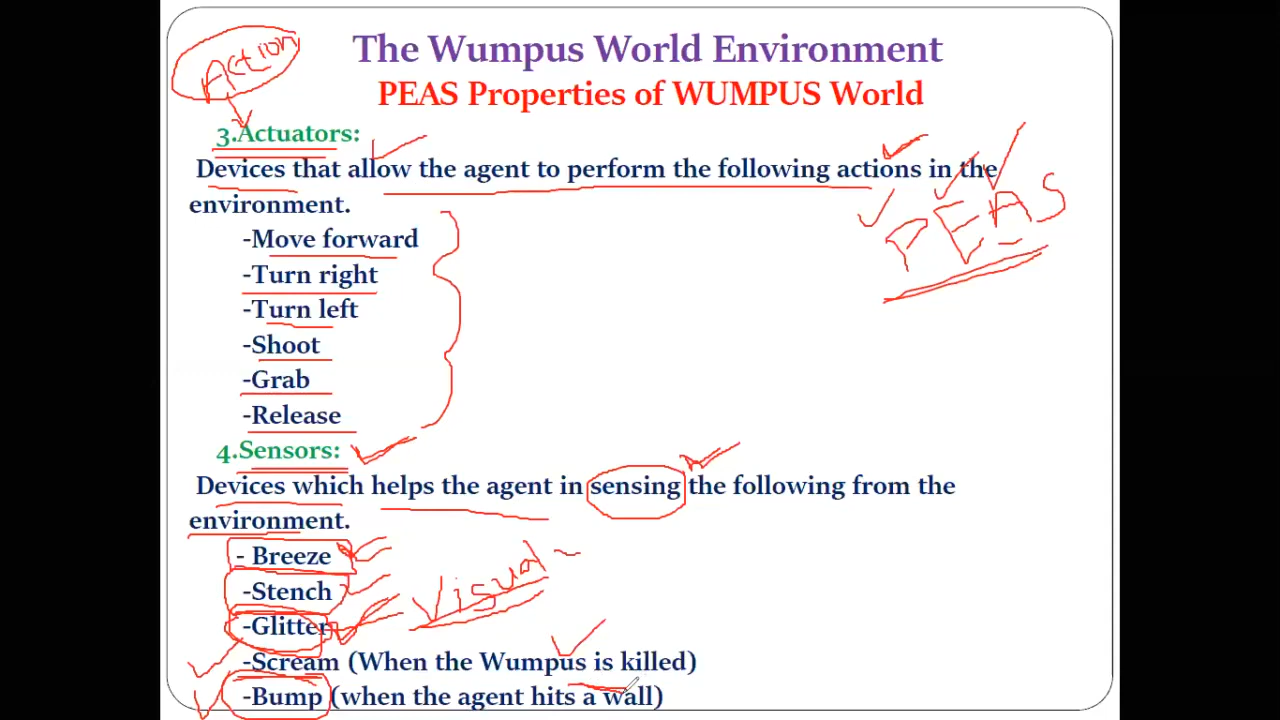 Action
The Wumpus World Environment
PEAS Properties of WUMPUS World
3.Actuators:
Devices that allow the agent to perform the following actions in the
environment.
PEAS
-Move forward
-Turn right
-Turn left
-Shoot
-Grab
-Release
4.Sensors:
Devices which helps the agent in sensing the following from the
environment.
- Breeze
-Stench
Visual -
-Glitter
-Scream (When the Wumpus is killed)
-Bump (when the agent hits a wall)